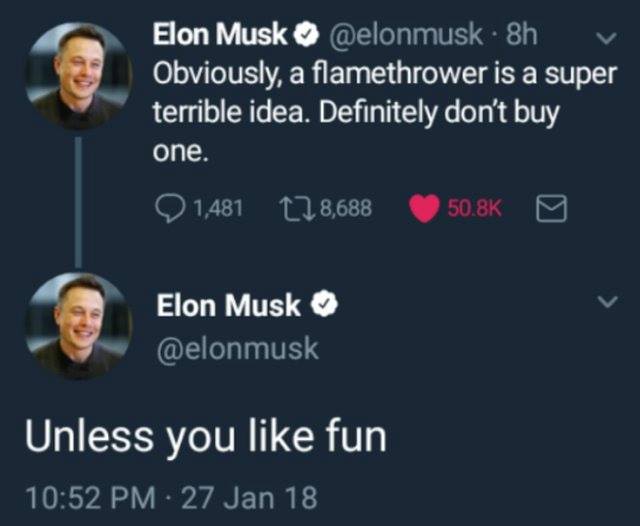 Elon Musk @elonmusk · 8h
Obviously, a flamethrower is a super
terrible idea. Definitely don't buy
one.
1,481 8,688 50.8K
Elon Musk
@elonmusk
Unless you like fun
10:52 PM · 27 Jan 18